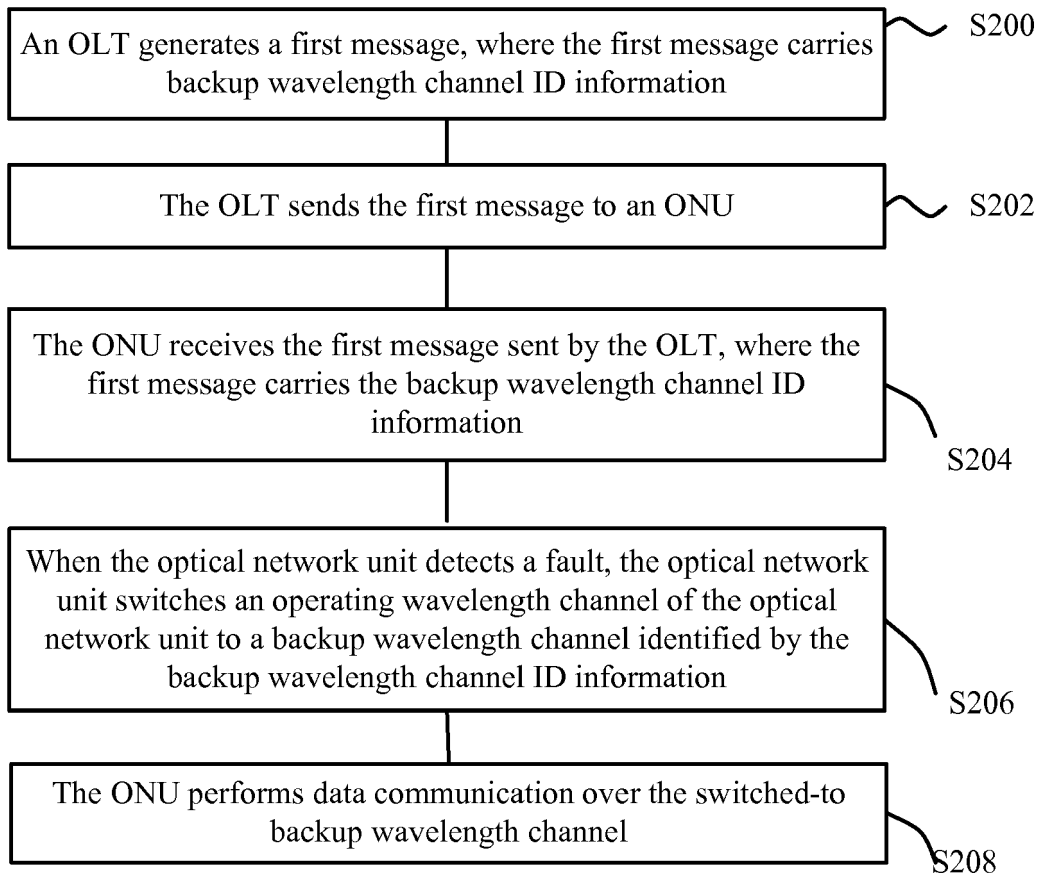 An OLT generates a first message, where the first message carries
backup wavelength channel ID information
S200
The OLT sends the first message to an ONU
S202
The ONU receives the first message sent by the OLT, where the
first message carries the backup wavelength channel ID
information
S204
When the optical network unit detects a fault, the optical network
unit switches an operating wavelength channel of the optical
network unit to a backup wavelength channel identified by the
backup wavelength channel ID information
S206
The ONU performs data communication over the switched-to
backup wavelength channel
S208